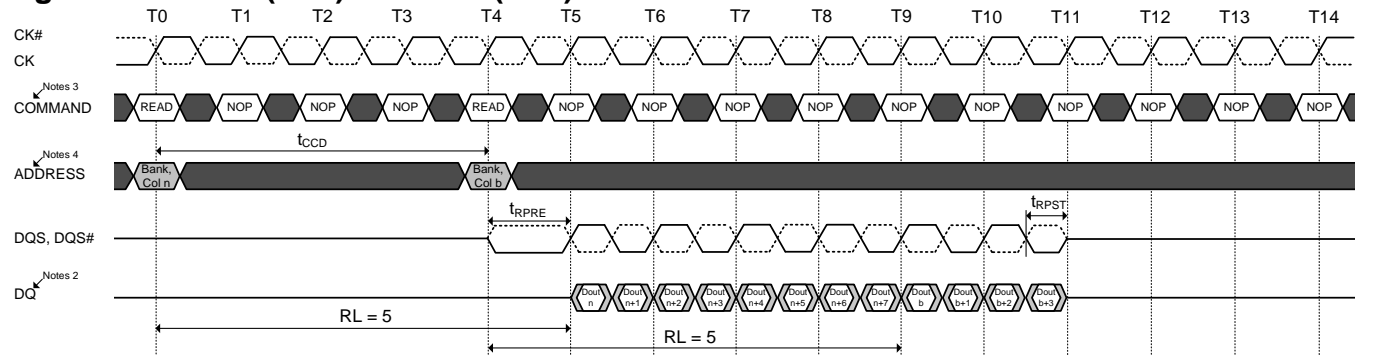 T0 T1 T2 T3 T4 T5 T6 T7 T8 T9 T10 T11 T12 T13 T14
CK#
CK
Notes 3
COMMAND READ NOP NOP NOP READ NOP NOP NOP NOP NOP NOP NOP NOP NOP NOP
tCCD
Notes 4
ADDRESS
Bank,
Col n
Bank,
Col b
tRPRE
tRPST
DQS, DQS#
Notes 2
DQ
Dout
n
Dout
n+1
Dout
n+2
Dout
n+3
Dout
n+4
Dout
n+5
Dout
n+6
Dout
n+7
Dout
b
Dout
b+1
Dout
b+2
Dout
b+3
RL = 5
RL = 5